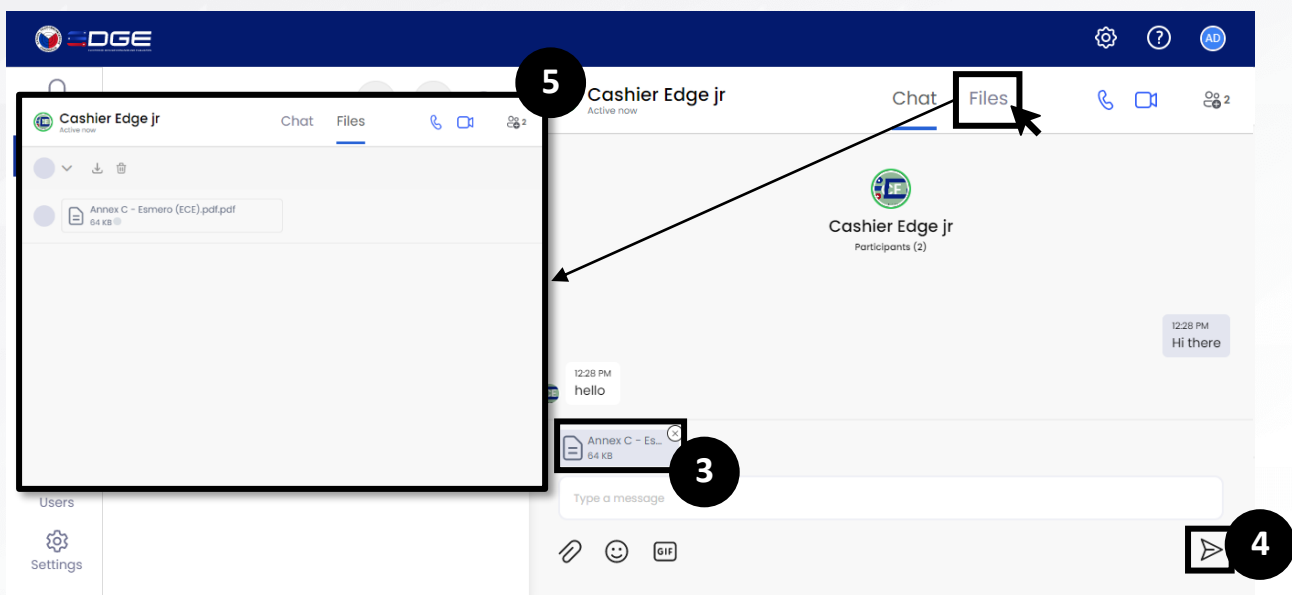 EDGE
?
AD
5
Cashier Edge jr
Active now
Chat
Files
2
Cashier Edge jr
Active now
Chat
Files
2
Annex C - Esmero (ECE).pdf.pdf
64 KB
CE
Cashier Edge jr
Participants (2)
12:28 PM
Hi there
12:28 PM
hello
Annex C - Es...
64 KB
3
Type a message
GIF
4
Users
Settings